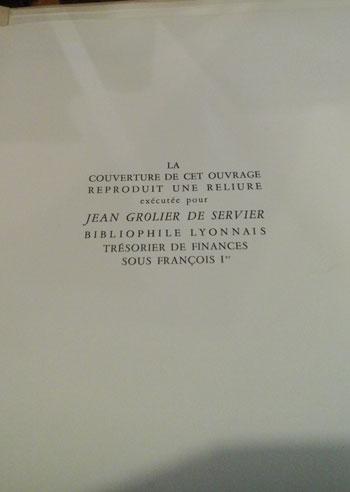 LA
COUVERTURE DE CET OUVRAGE
REPRODUIT UNE RELIURE
exécutée pour
JEAN GROLIER DE SERVIER
BIBLIOPHILE LYONNAIS
TRÉSORIER DE FINANCES
SOUS FRANÇOIS Iᵉʳ